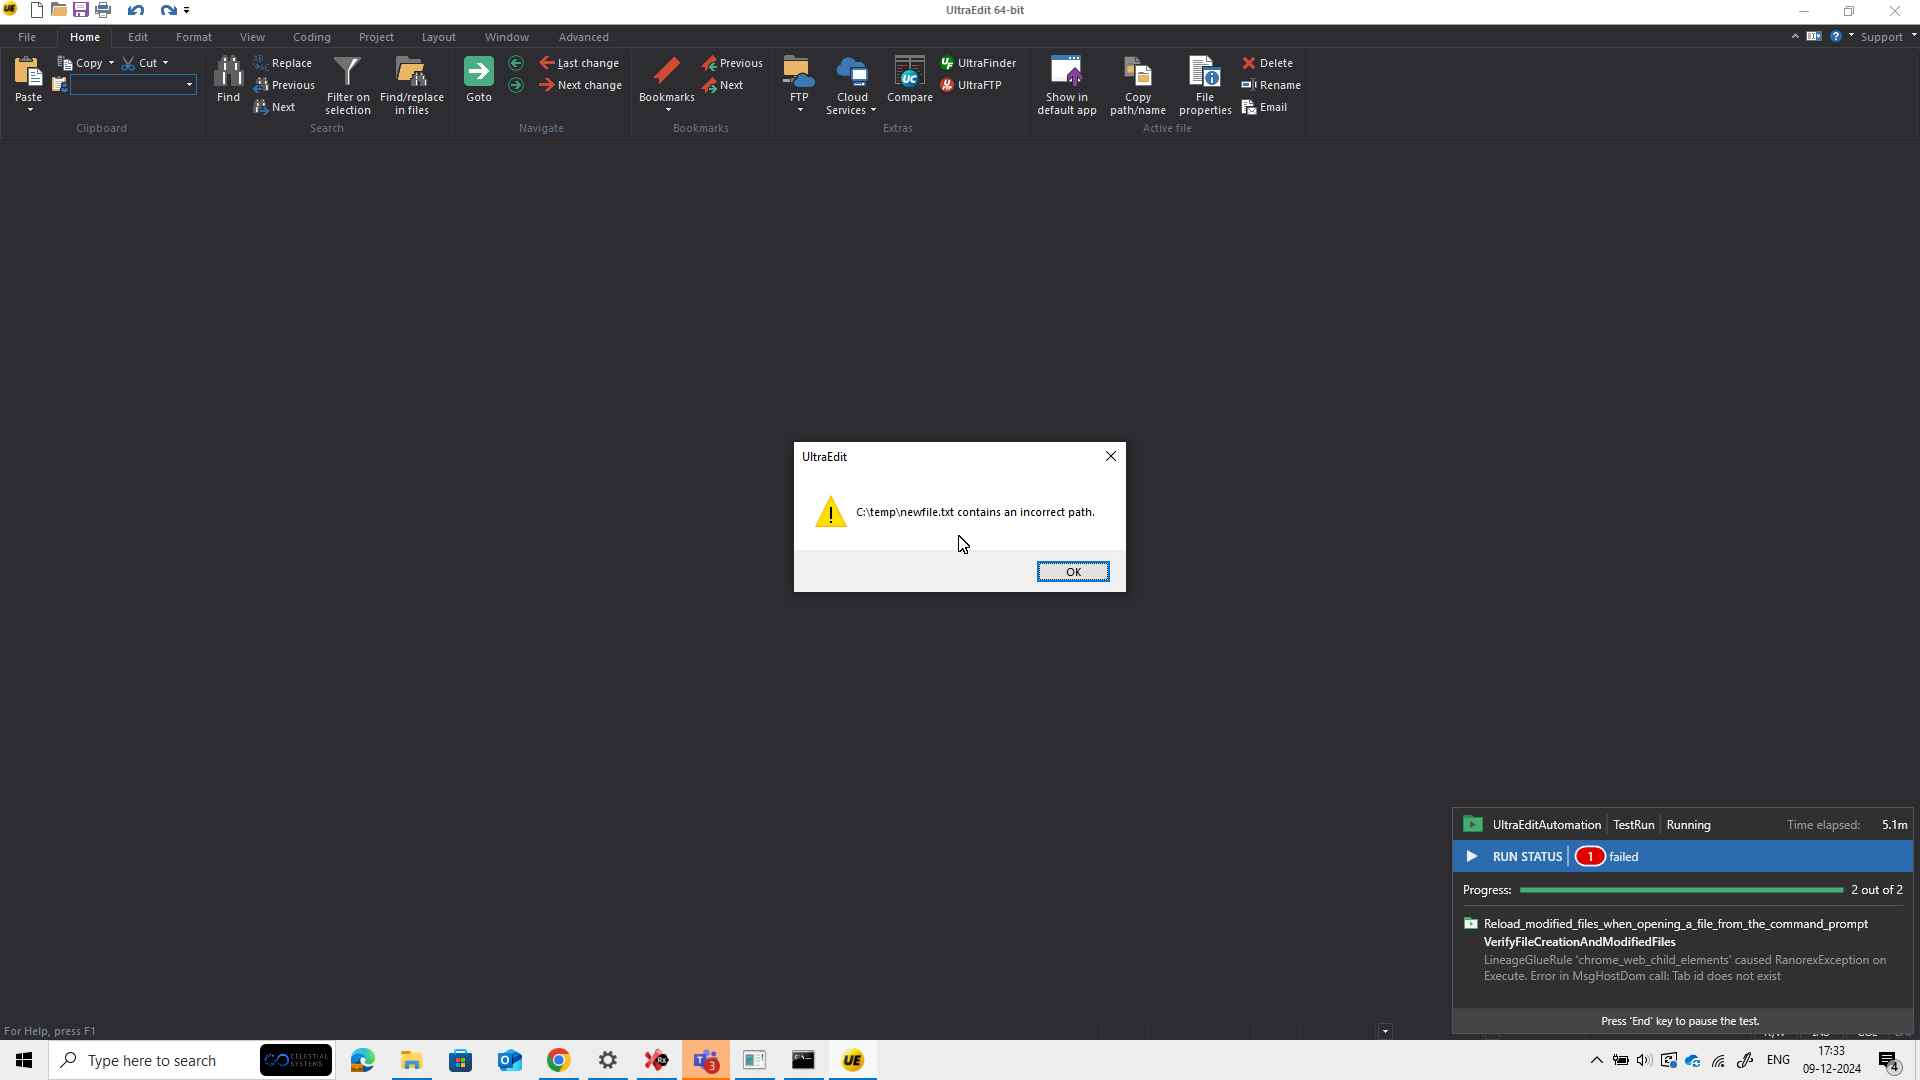 UltraEdit 64-bit
File Home Edit Format View Coding Project Layout Window Advanced Support
Paste
Copy
Cut
Clipboard
Find
Replace
Previous
Next
Filter on
selection
Find/replace
in files
Search
Goto
Last change
Next change
Navigate
Bookmarks
Previous
Next
Bookmarks
FTP
Cloud
Services
UC
Compare
UltraFinder
UltraFTP
Extras
Show in
default app
Copy
path/name
File
properties
Delete
Rename
Email
Active file
UltraEdit
C:\temp\newfile.txt contains an incorrect path.
OK
UltraEditAutomation TestRun Running Time elapsed: 5.1m
RUN STATUS 1 failed
Progress: 2 out of 2
Reload_modified_files_when_opening_a_file_from_the_command_prompt
VerifyFileCreationAndModifiedFiles
LineageGlueRule 'chrome_web_child_elements' caused RanorexException on
Execute. Error in MsgHostDom call: Tab id does not exist
Press 'End' key to pause the test.
For Help, press F1
Type here to search
CELESTIAL
SYSTEMS
3
UE
ENG
17:33
09-12-2024
4